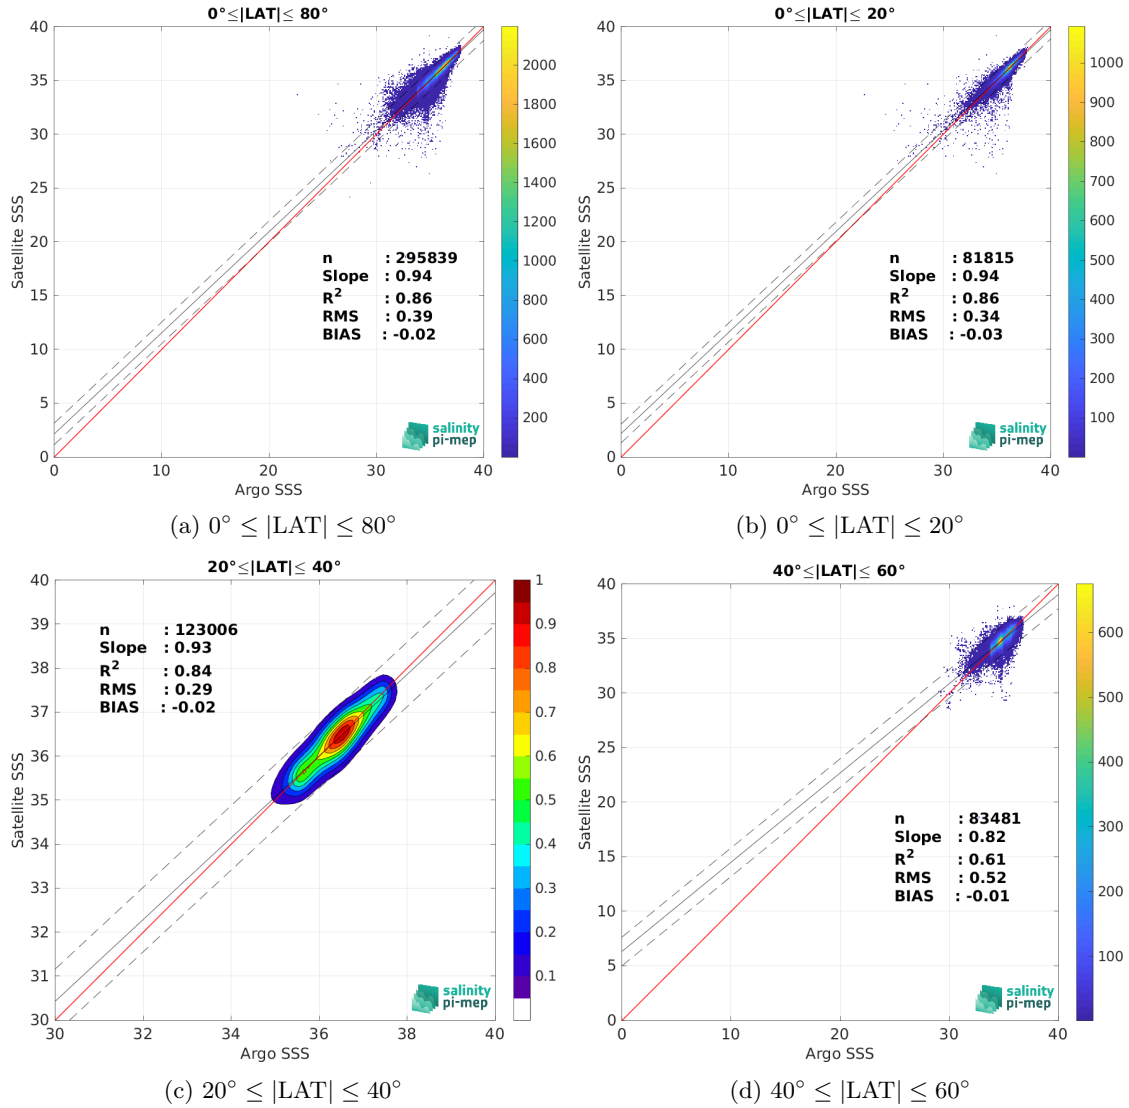 0°≤|LAT|≤ 80°
40
35
30
25
20
15
10
5
0
Satellite SSS
n : 295839
Slope : 0.94
R² : 0.86
RMS : 0.39
BIAS : -0.02
salinity
pi-mep
0 10 20 30 40
Argo SSS
2000
1800
1600
1400
1200
1000
800
600
400
200
(a) 0° ≤ |LAT| ≤ 80°
0°≤|LAT|≤ 20°
40
35
30
25
20
15
10
5
0
Satellite SSS
n : 81815
Slope : 0.94
R² : 0.86
RMS : 0.34
BIAS : -0.03
salinity
pi-mep
0 10 20 30 40
Argo SSS
1000
900
800
700
600
500
400
300
200
100
(b) 0° ≤ |LAT| ≤ 20°
20°≤|LAT|≤ 40°
40
39
38
37
36
35
34
33
32
31
30
Satellite SSS
n : 123006
Slope : 0.93
R² : 0.84
RMS : 0.29
BIAS : -0.02
salinity
pi-mep
30 32 34 36 38 40
Argo SSS
1
0.9
0.8
0.7
0.6
0.5
0.4
0.3
0.2
0.1
(c) 20° ≤ |LAT| ≤ 40°
40°≤|LAT|≤ 60°
40
35
30
25
20
15
10
5
0
Satellite SSS
n : 83481
Slope : 0.82
R² : 0.61
RMS : 0.52
BIAS : -0.01
salinity
pi-mep
0 10 20 30 40
Argo SSS
600
500
400
300
200
100
(d) 40° ≤ |LAT| ≤ 60°